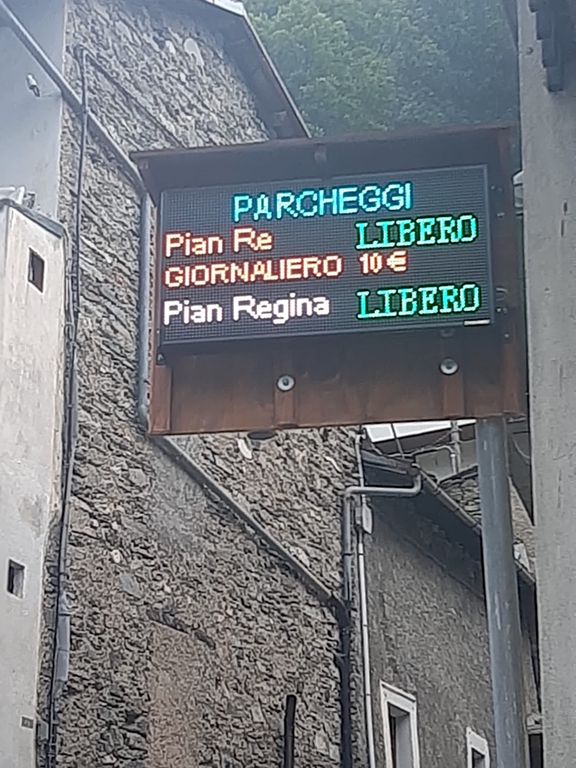 PARCHEGGI
Pian Re LIBERO
GIORNALIERO 10 €
Pian Regina LIBERO